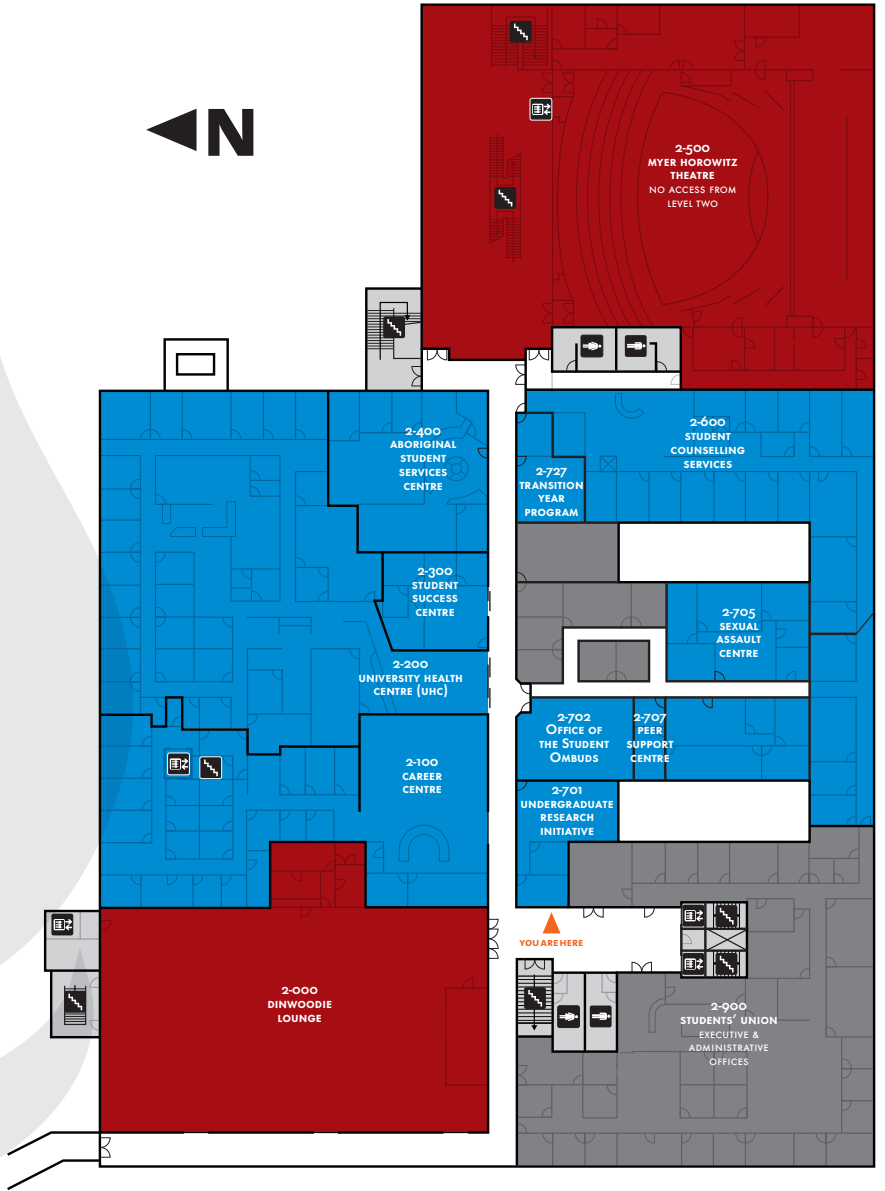 N
2-500
MYER HOROWITZ
THEATRE
NO ACCESS FROM
LEVEL TWO
2-400
ABORIGINAL
STUDENT
SERVICES
CENTRE
2-600
STUDENT
COUNSELLING
SERVICES
2-727
TRANSITION
YEAR
PROGRAM
2-300
STUDENT
SUCCESS
CENTRE
2-705
SEXUAL
ASSAULT
CENTRE
2-200
UNIVERSITY HEALTH
CENTRE (UHC)
2-702
Office of
the Student
Ombuds
2-707
PEER
SUPPORT
CENTRE
2-100
CAREER
CENTRE
2-701
UNDERGRADUATE
RESEARCH
INITIATIVE
YOU ARE HERE
2-000
DINWOODIE
LOUNGE
2-900
STUDENTS' UNION
EXECUTIVE &
ADMINISTRATIVE
OFFICES